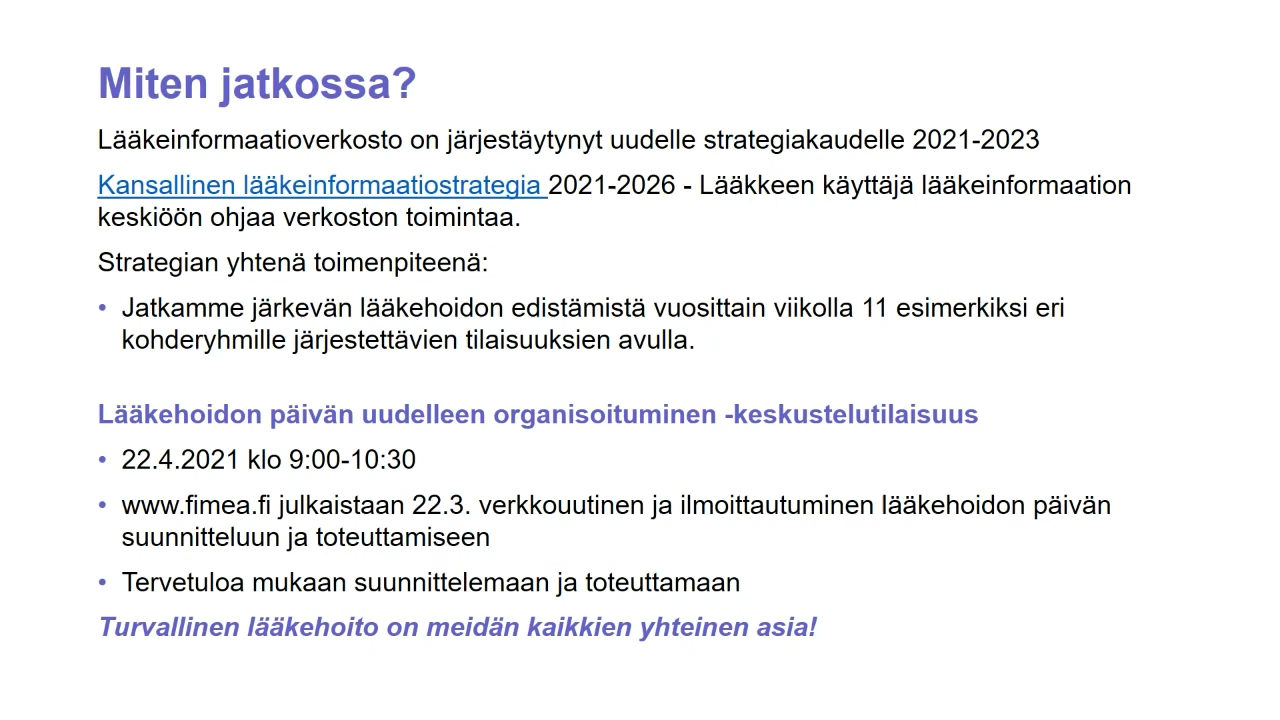 Miten jatkossa?
Lääkeinformaatioverkosto on järjestäytynyt uudelle strategiakaudelle 2021-2023
Kansallinen lääkeinformaatiostrategia 2021-2026 - Lääkkeen käyttäjä lääkeinformaation
keskiöön ohjaa verkoston toimintaa.
Strategian yhtenä toimenpiteenä:
• Jatkamme järkevän lääkehoidon edistämistä vuosittain viikolla 11 esimerkiksi eri
kohderyhmille järjestettävien tilaisuuksien avulla.
Lääkehoidon päivän uudelleen organisoituminen -keskustelutilaisuus
• 22.4.2021 klo 9:00-10:30
• www.fimea.fi julkaistaan 22.3. verkkouutinen ja ilmoittautuminen lääkehoidon päivän
suunnitteluun ja toteuttamiseen
• Tervetuloa mukaan suunnittelemaan ja toteuttamaan
Turvallinen lääkehoito on meidän kaikkien yhteinen asia!